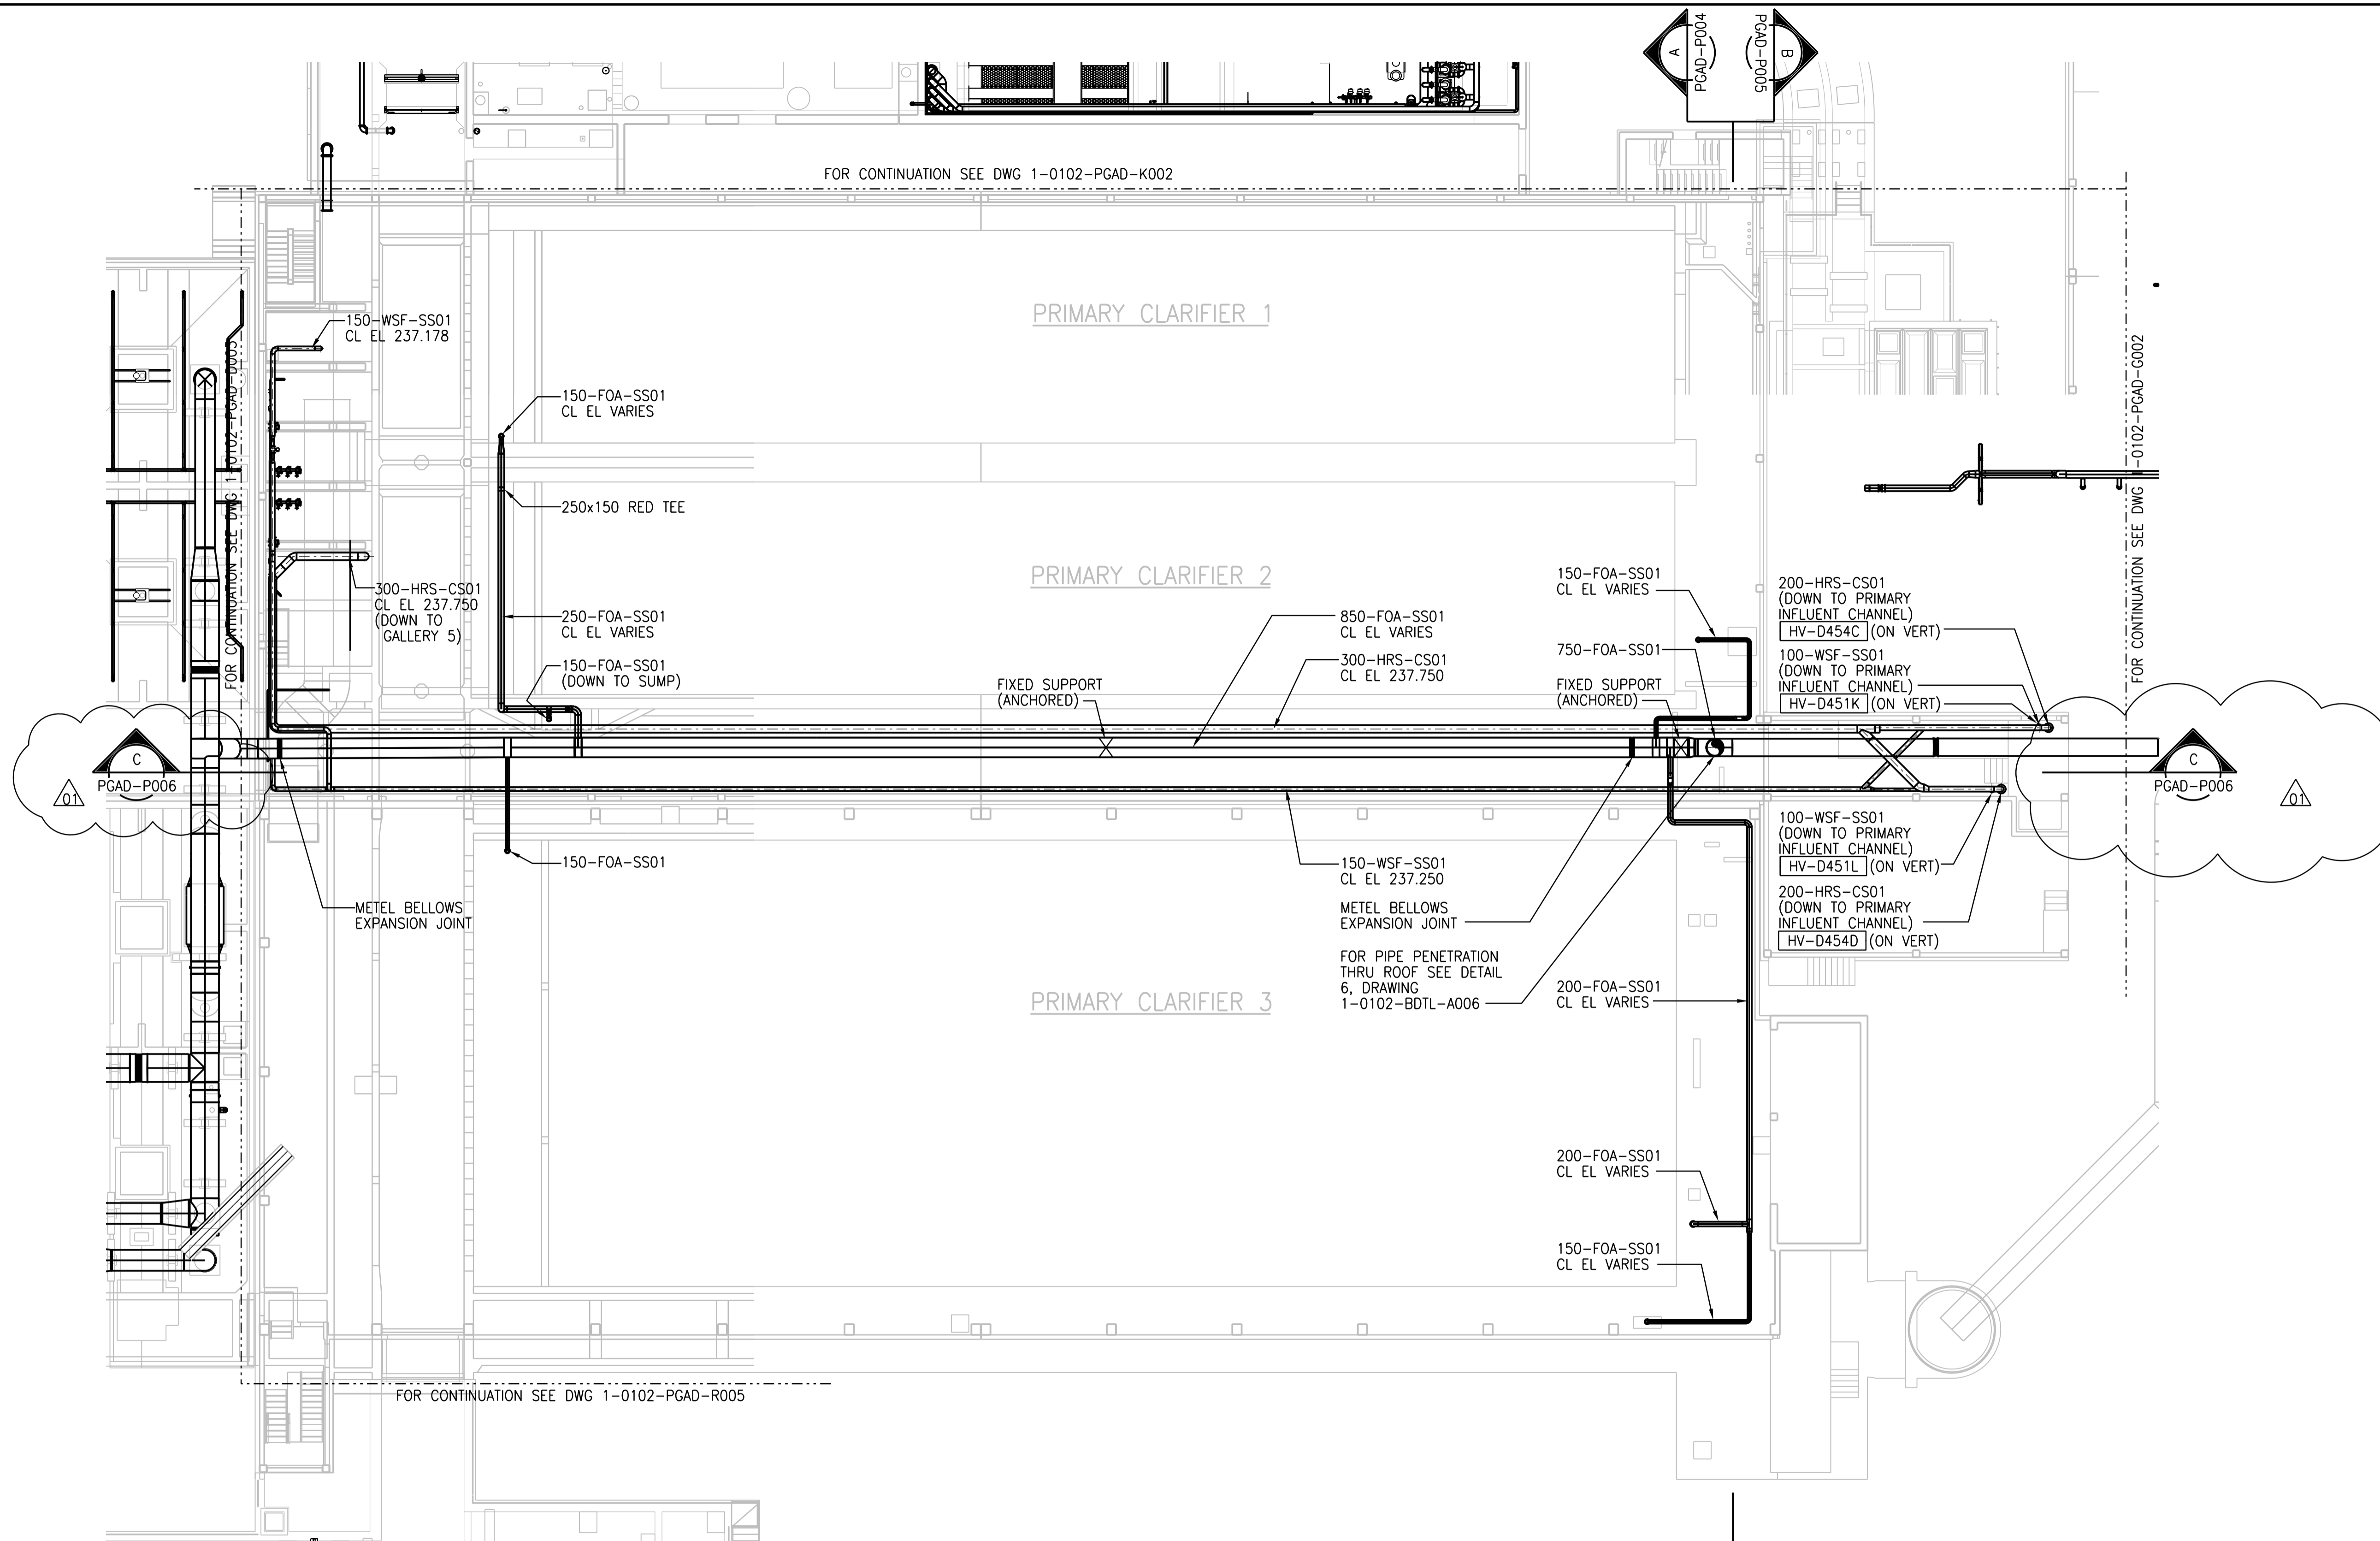 A
PGAD-P004
B
PGAD-P005
FOR CONTINUATION SEE DWG 1-0102-PGAD-K002
PRIMARY CLARIFIER 1
150-WSF-SS01
CL EL 237.178
FOR CONTINUATION SEE DWG 1-0102-PGAD-D003
FOR CONTINUATION SEE DWG 1-0102-PGAD-G002
150-FOA-SS01
CL EL VARIES
250x150 RED TEE
PRIMARY CLARIFIER 2
300-HRS-CS01
CL EL 237.750
(DOWN TO
GALLERY 5)
250-FOA-SS01
CL EL VARIES
150-FOA-SS01
(DOWN TO SUMP)
FIXED SUPPORT
(ANCHORED)
850-FOA-SS01
CL EL VARIES
300-HRS-CS01
CL EL 237.750
150-FOA-SS01
CL EL VARIES
750-FOA-SS01
FIXED SUPPORT
(ANCHORED)
200-HRS-CS01
(DOWN TO PRIMARY
INFLUENT CHANNEL)
HV-D454C (ON VERT)
100-WSF-SS01
(DOWN TO PRIMARY
INFLUENT CHANNEL)
HV-D451K (ON VERT)
C
PGAD-P006
01
C
PGAD-P006
01
150-FOA-SS01
METEL BELLOWS
EXPANSION JOINT
150-WSF-SS01
CL EL 237.250
METEL BELLOWS
EXPANSION JOINT
FOR PIPE PENETRATION
THRU ROOF SEE DETAIL
6, DRAWING
1-0102-BDTL-A006
100-WSF-SS01
(DOWN TO PRIMARY
INFLUENT CHANNEL)
HV-D451L (ON VERT)
200-HRS-CS01
(DOWN TO PRIMARY
INFLUENT CHANNEL)
HV-D454D (ON VERT)
PRIMARY CLARIFIER 3
200-FOA-SS01
CL EL VARIES
200-FOA-SS01
CL EL VARIES
150-FOA-SS01
CL EL VARIES
FOR CONTINUATION SEE DWG 1-0102-PGAD-R005